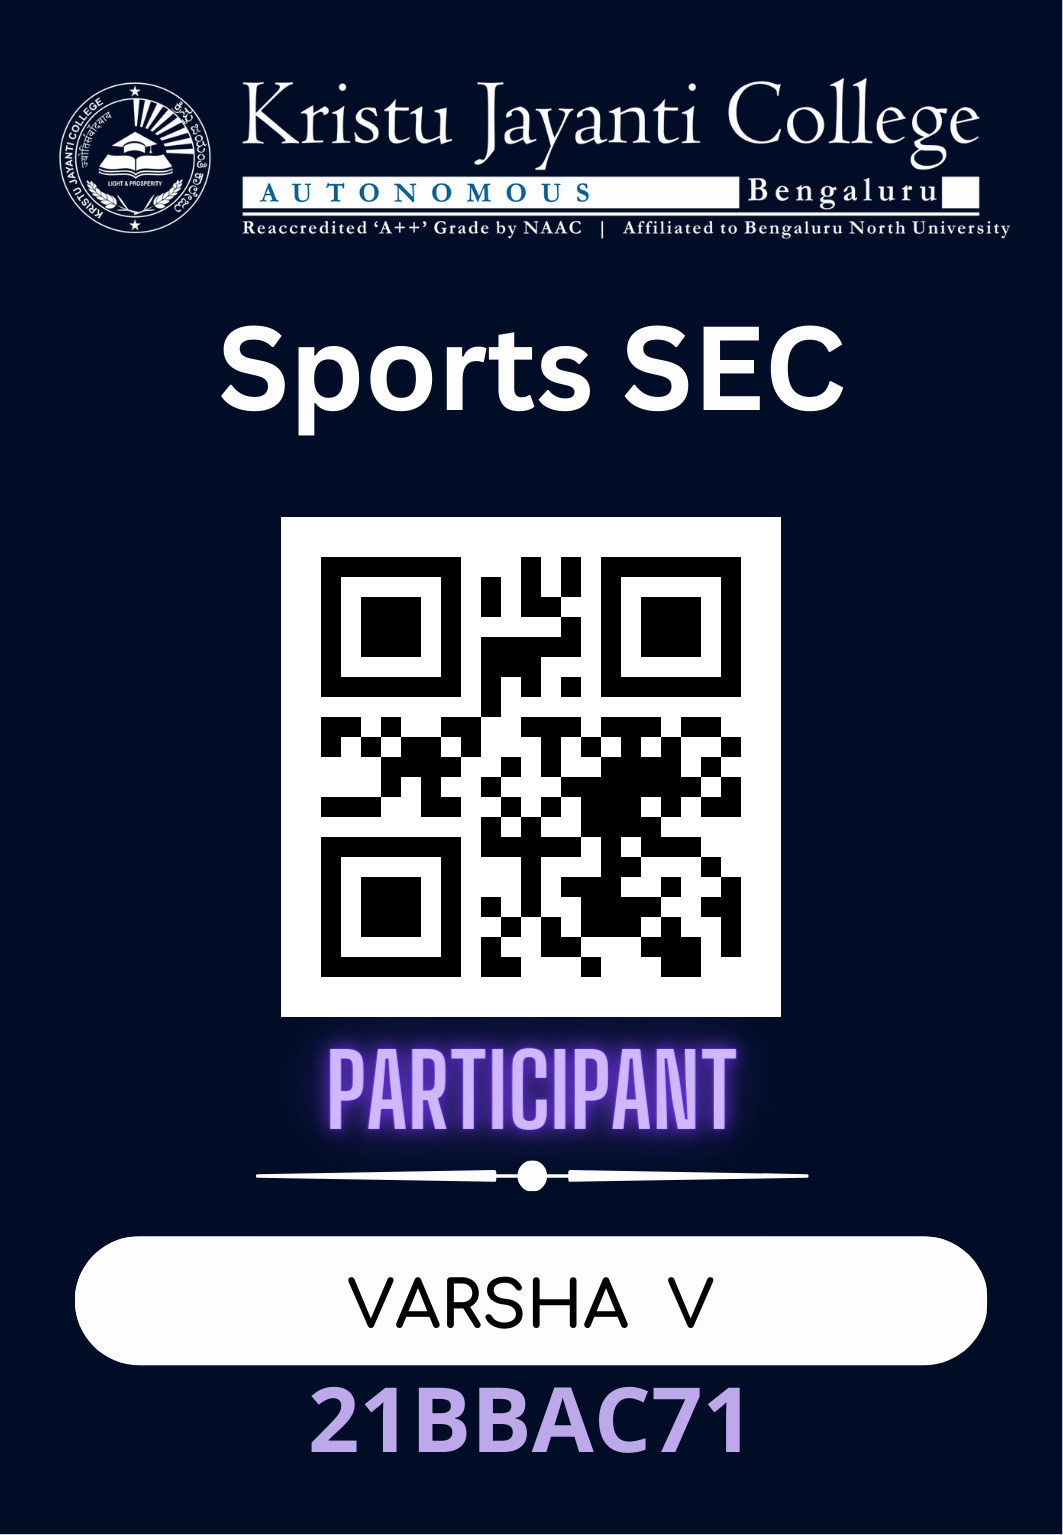 KRISTU JAYANTI COLLEGE
ಕ್ರಿಸ್ತು ಜಯಂತಿ ಕಾಲೇಜು
LIGHT & PROSPERITY
Kristu Jayanti College
AUTONOMOUS Bengaluru
Reaccredited ‘A++’ Grade by NAAC | Affiliated to Bengaluru North University
Sports SEC
PARTICIPANT
VARSHA V
21BBAC71